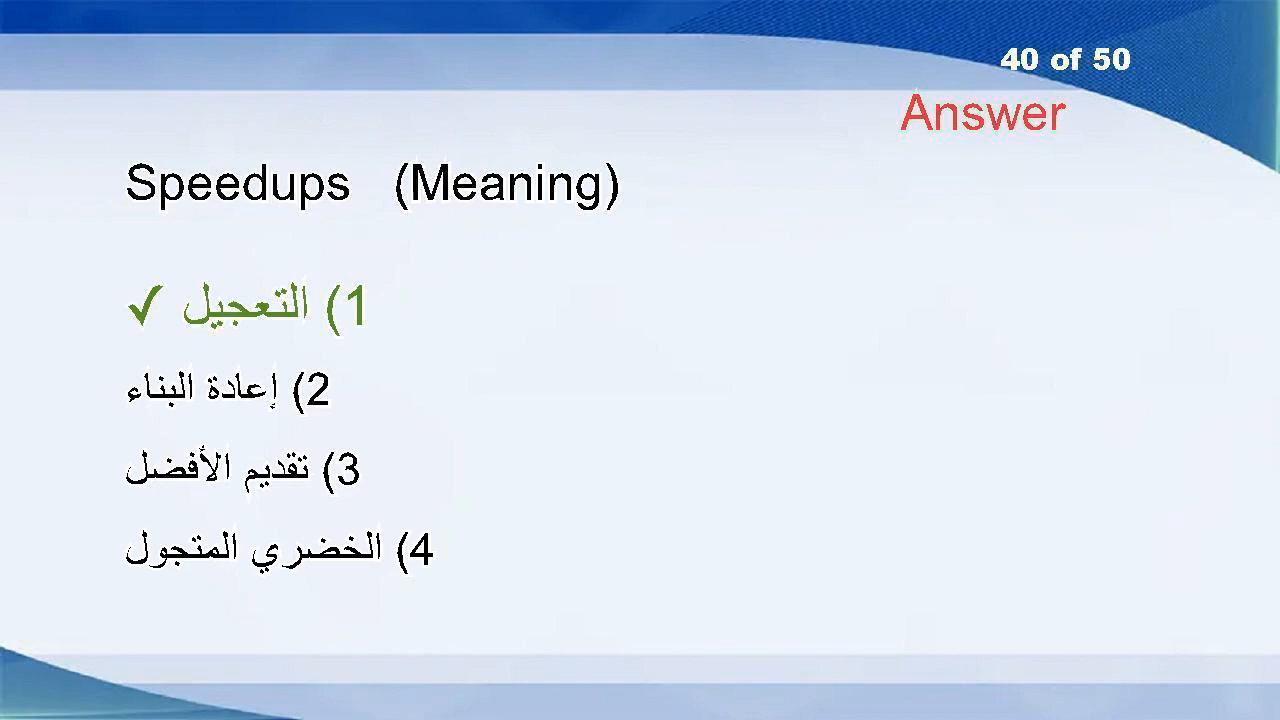 40 of 50
Answer
Speedups (Meaning)
1) التعجيل ✓
2) إعادة البناء
3) تقديم الأفضل
4) الخضري المتجول